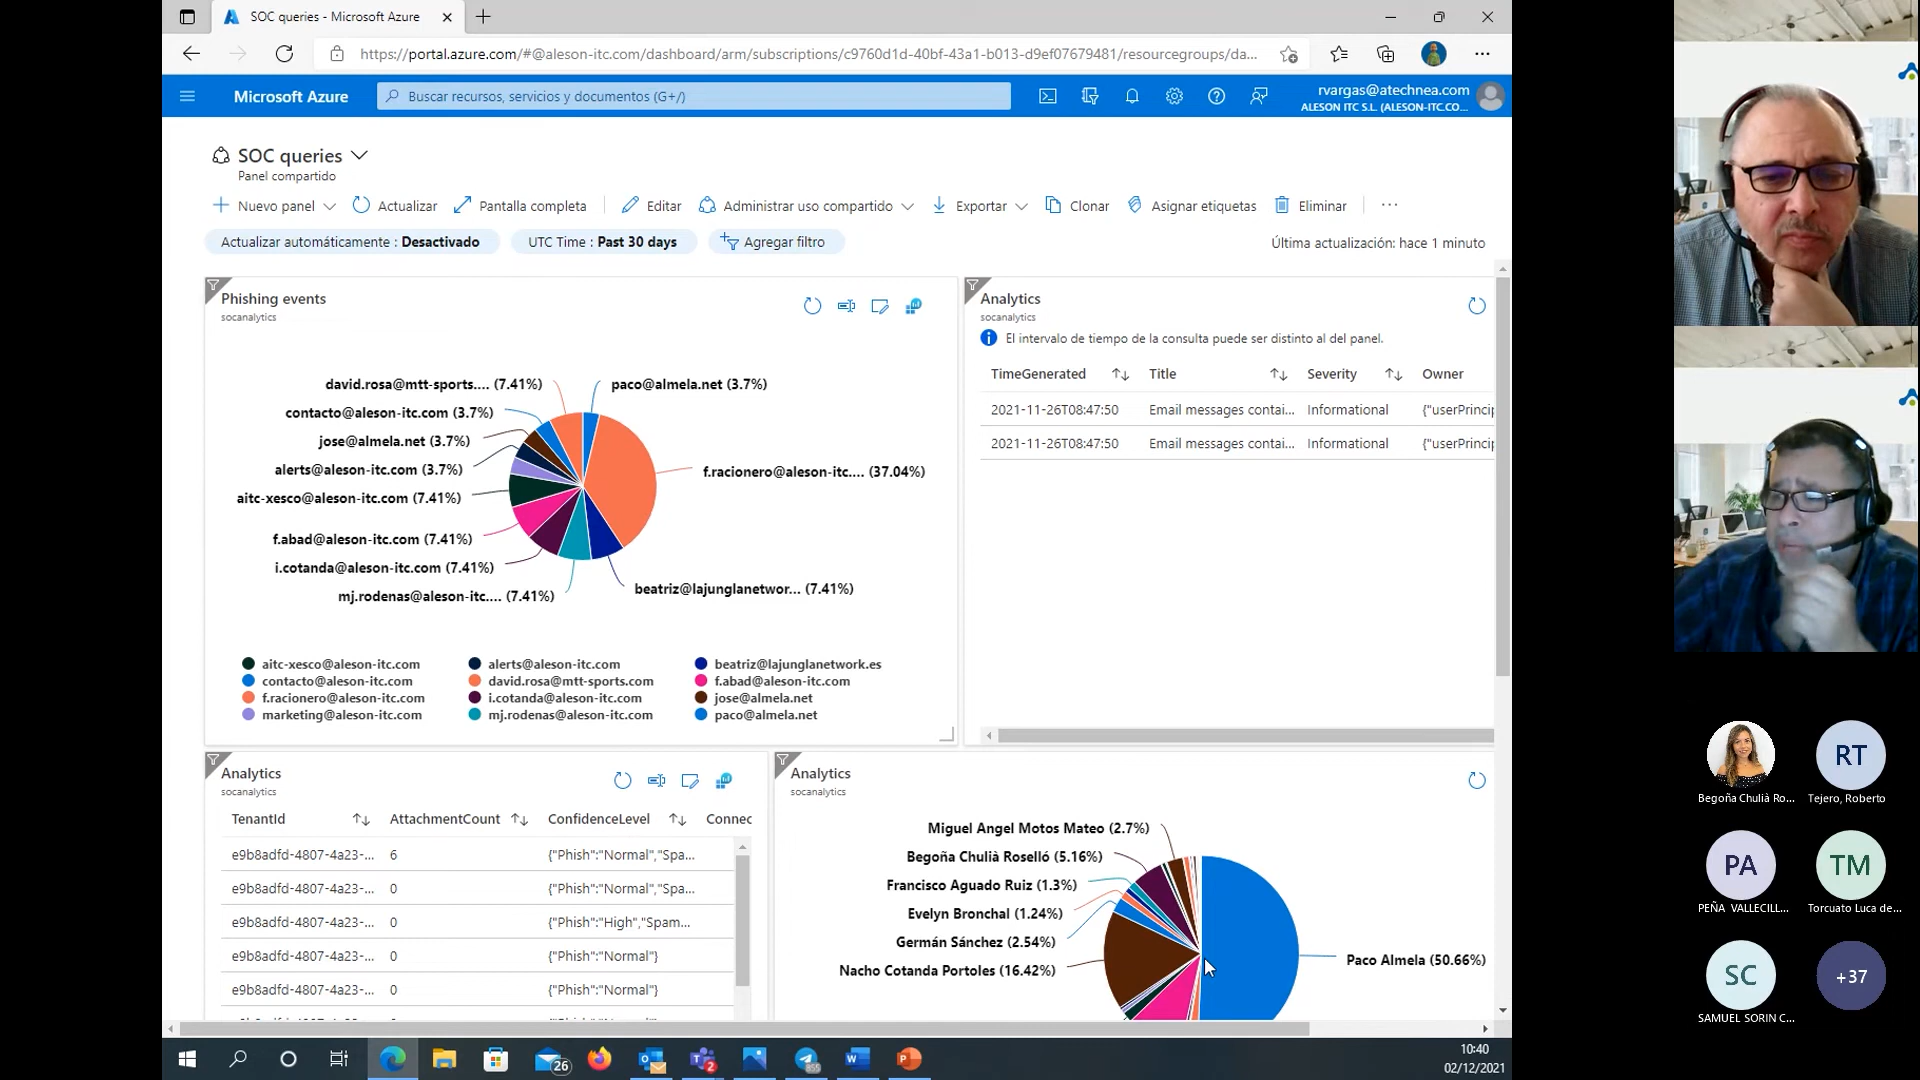 SOC queries - Microsoft Azure
https://portal.azure.com/#@aleson-itc.com/dashboard/arm/subscriptions/c9760d1d-40bf-43a1-b013-d9ef07679481/resourcegroups/da...
Microsoft Azure
Buscar recursos, servicios y documentos (G+/)
rvargas@atechnea.com
ALESON ITC S.L. (ALESON-ITC.CO...
SOC queries
Panel compartido
Nuevo panel
Actualizar
Pantalla completa
Editar
Administrar uso compartido
Exportar
Clonar
Asignar etiquetas
Eliminar
Actualizar automáticamente : Desactivado
UTC Time : Past 30 days
Agregar filtro
Última actualización: hace 1 minuto
Phishing events
socanalytics
david.rosa@mtt-sports.... (7.41%)
paco@almela.net (3.7%)
contacto@aleson-itc.com (3.7%)
jose@almela.net (3.7%)
alerts@aleson-itc.com (3.7%)
f.racionero@aleson-itc.... (37.04%)
aitc-xesco@aleson-itc.com (7.41%)
f.abad@aleson-itc.com (7.41%)
i.cotanda@aleson-itc.com (7.41%)
beatriz@lajunglanetwor... (7.41%)
mj.rodenas@aleson-itc.... (7.41%)
aitc-xesco@aleson-itc.com alerts@aleson-itc.com beatriz@lajunglanetwork.es
contacto@aleson-itc.com david.rosa@mtt-sports.com f.abad@aleson-itc.com
f.racionero@aleson-itc.com i.cotanda@aleson-itc.com jose@almela.net
marketing@aleson-itc.com mj.rodenas@aleson-itc.com paco@almela.net
Analytics
socanalytics
El intervalo de tiempo de la consulta puede ser distinto al del panel.
TimeGenerated Title Severity Owner
2021-11-26T08:47:50 Email messages contai... Informational {"userPrincip
2021-11-26T08:47:50 Email messages contai... Informational {"userPrincip
Analytics
socanalytics
TenantId AttachmentCount ConfidenceLevel Connec
e9b8adfd-4807-4a23-... 6 {"Phish":"Normal","Spa...
e9b8adfd-4807-4a23-... 0 {"Phish":"Normal","Spa...
e9b8adfd-4807-4a23-... 0 {"Phish":"High","Spam...
e9b8adfd-4807-4a23-... 0 {"Phish":"Normal"}
e9b8adfd-4807-4a23-... 0 {"Phish":"Normal"}
Analytics
socanalytics
Miguel Angel Motos Mateo (2.7%)
Begoña Chulià Roselló (5.16%)
Francisco Aguado Ruiz (1.3%)
Evelyn Bronchal (1.24%)
Germán Sánchez (2.54%)
Nacho Cotanda Portoles (16.42%)
Paco Almela (50.66%)
26
2
10:40
02/12/2021
Begoña Chulià Ro...
RT
Tejero, Roberto
PA
PEÑA VALLECILL...
TM
Torcuato Luca de...
SC
SAMUEL SORIN C...
+37